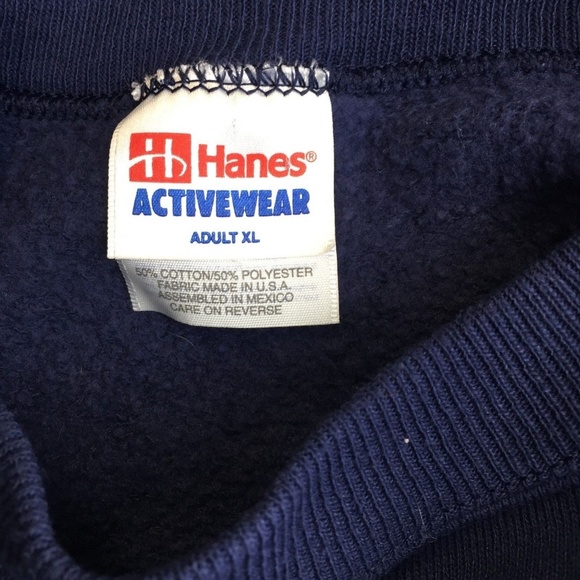 H Hanes®
ACTIVEWEAR
ADULT XL
50% COTTON/50% POLYESTER
FABRIC MADE IN U.S.A.
ASSEMBLED IN MEXICO
CARE ON REVERSE